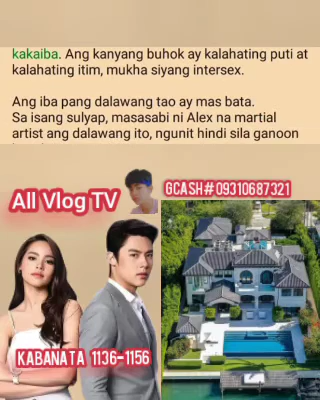 kakaiba. Ang kanyang buhok ay kalahating puti at
kalahating itim, mukha siyang intersex.
Ang iba pang dalawang tao ay mas bata.
Sa isang sulyap, masasabi ni Alex na martial
artist ang dalawang ito, ngunit hindi sila ganoon
All Vlog TV
GCASH#09310687321
KABANATA 1136-1156